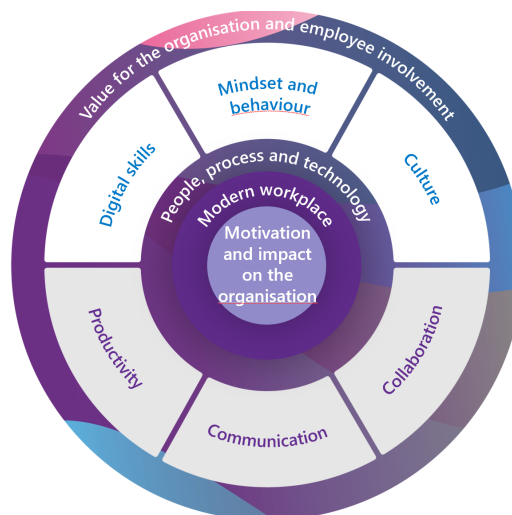 Value for the organisation and employee involvement
Mindset and
behaviour
Digital skills
Culture
People, process and technology
Modern workplace
Motivation
and impact
on the
organisation
Productivity
Collaboration
Communication